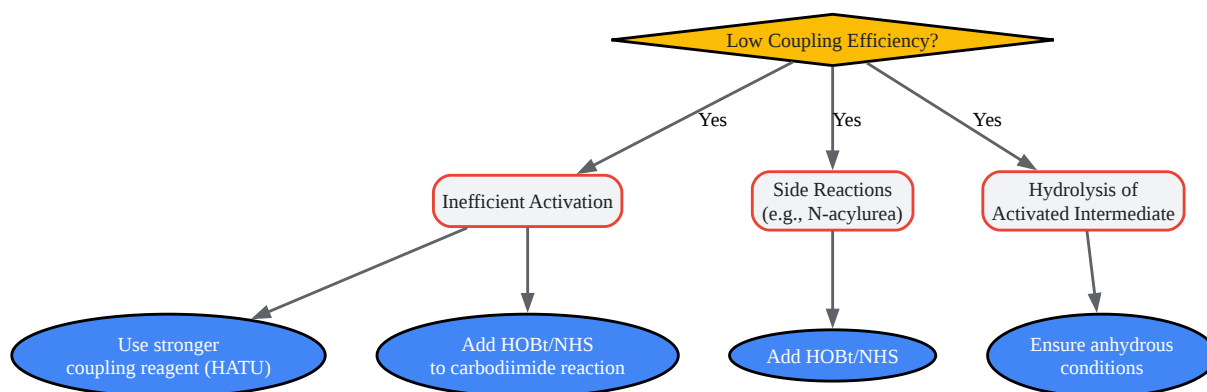 Low Coupling Efficiency?
Yes
Yes
Yes
Inefficient Activation
Side Reactions
(e.g., N-acylurea)
Hydrolysis of
Activated Intermediate
Use stronger
coupling reagent (HATU)
Add HOBt/NHS
to carbodiimide reaction
Add HOBt/NHS
Ensure anhydrous
conditions